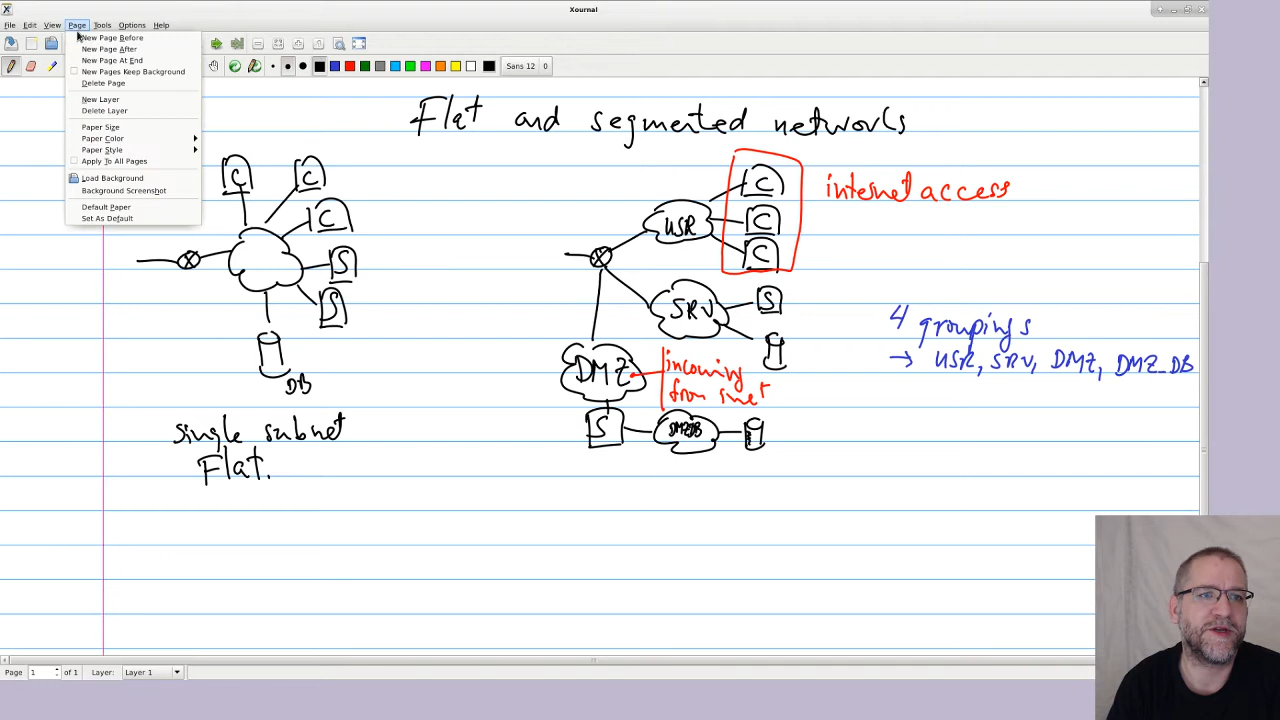 Xournal
File Edit View Page Tools Options Help
New Page Before
New Page After
New Page At End
New Pages Keep Background
Delete Page
New Layer
Delete Layer
Paper Size
Paper Color
Paper Style
Apply To All Pages
Load Background
Background Screenshot
Default Paper
Set As Default
Sans 12 0
Flat and segmented networks
C
C
C
S
S
DB
single subnet
Flat.
USR
C
C
C
internet access
SRV
S
DMZ
incoming
from inet
S
DMZDB
4 groupings
→ USR, SRV, DMZ, DMZ_DB
Page 1 of 1 Layer: Layer 1